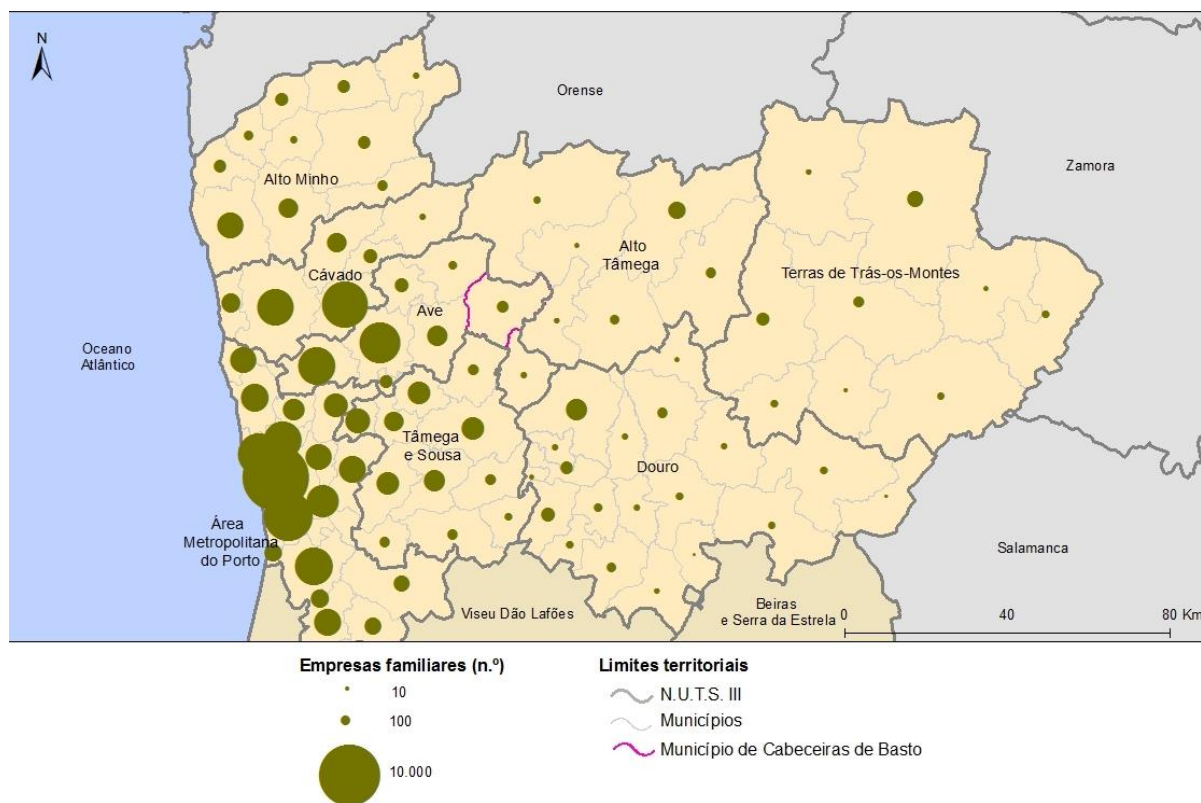 N
Orense
Zamora
Alto Minho
Alto
Tâmega
Terras de Trás-os-Montes
Cávado
Ave
Oceano
Atlântico
Tâmega
e Sousa
Douro
Área
Metropolitana
do Porto
Salamanca
Viseu Dão Lafões
Beiras
e Serra da Estrela
0 40 80 Km
Empresas familiares (n.º)
10
100
10.000
Limites territoriais
N.U.T.S. III
Municípios
Município de Cabeceiras de Basto